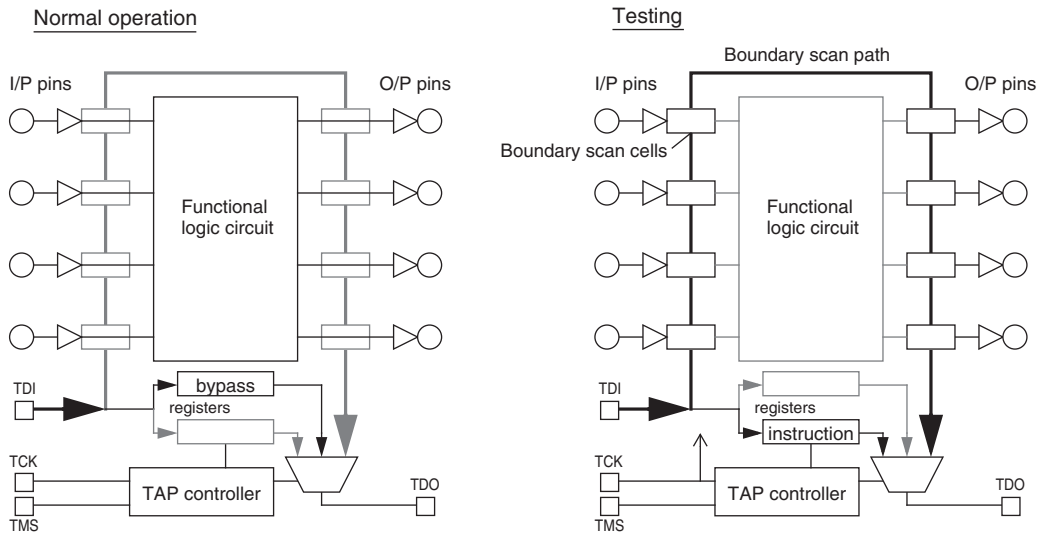 Normal operation
I/P pins
O/P pins
Functional
logic circuit
TDI
bypass
registers
TCK
TAP controller
TDO
TMS
Testing
Boundary scan path
I/P pins
O/P pins
Boundary scan cells
Functional
logic circuit
TDI
registers
instruction
TCK
TAP controller
TDO
TMS